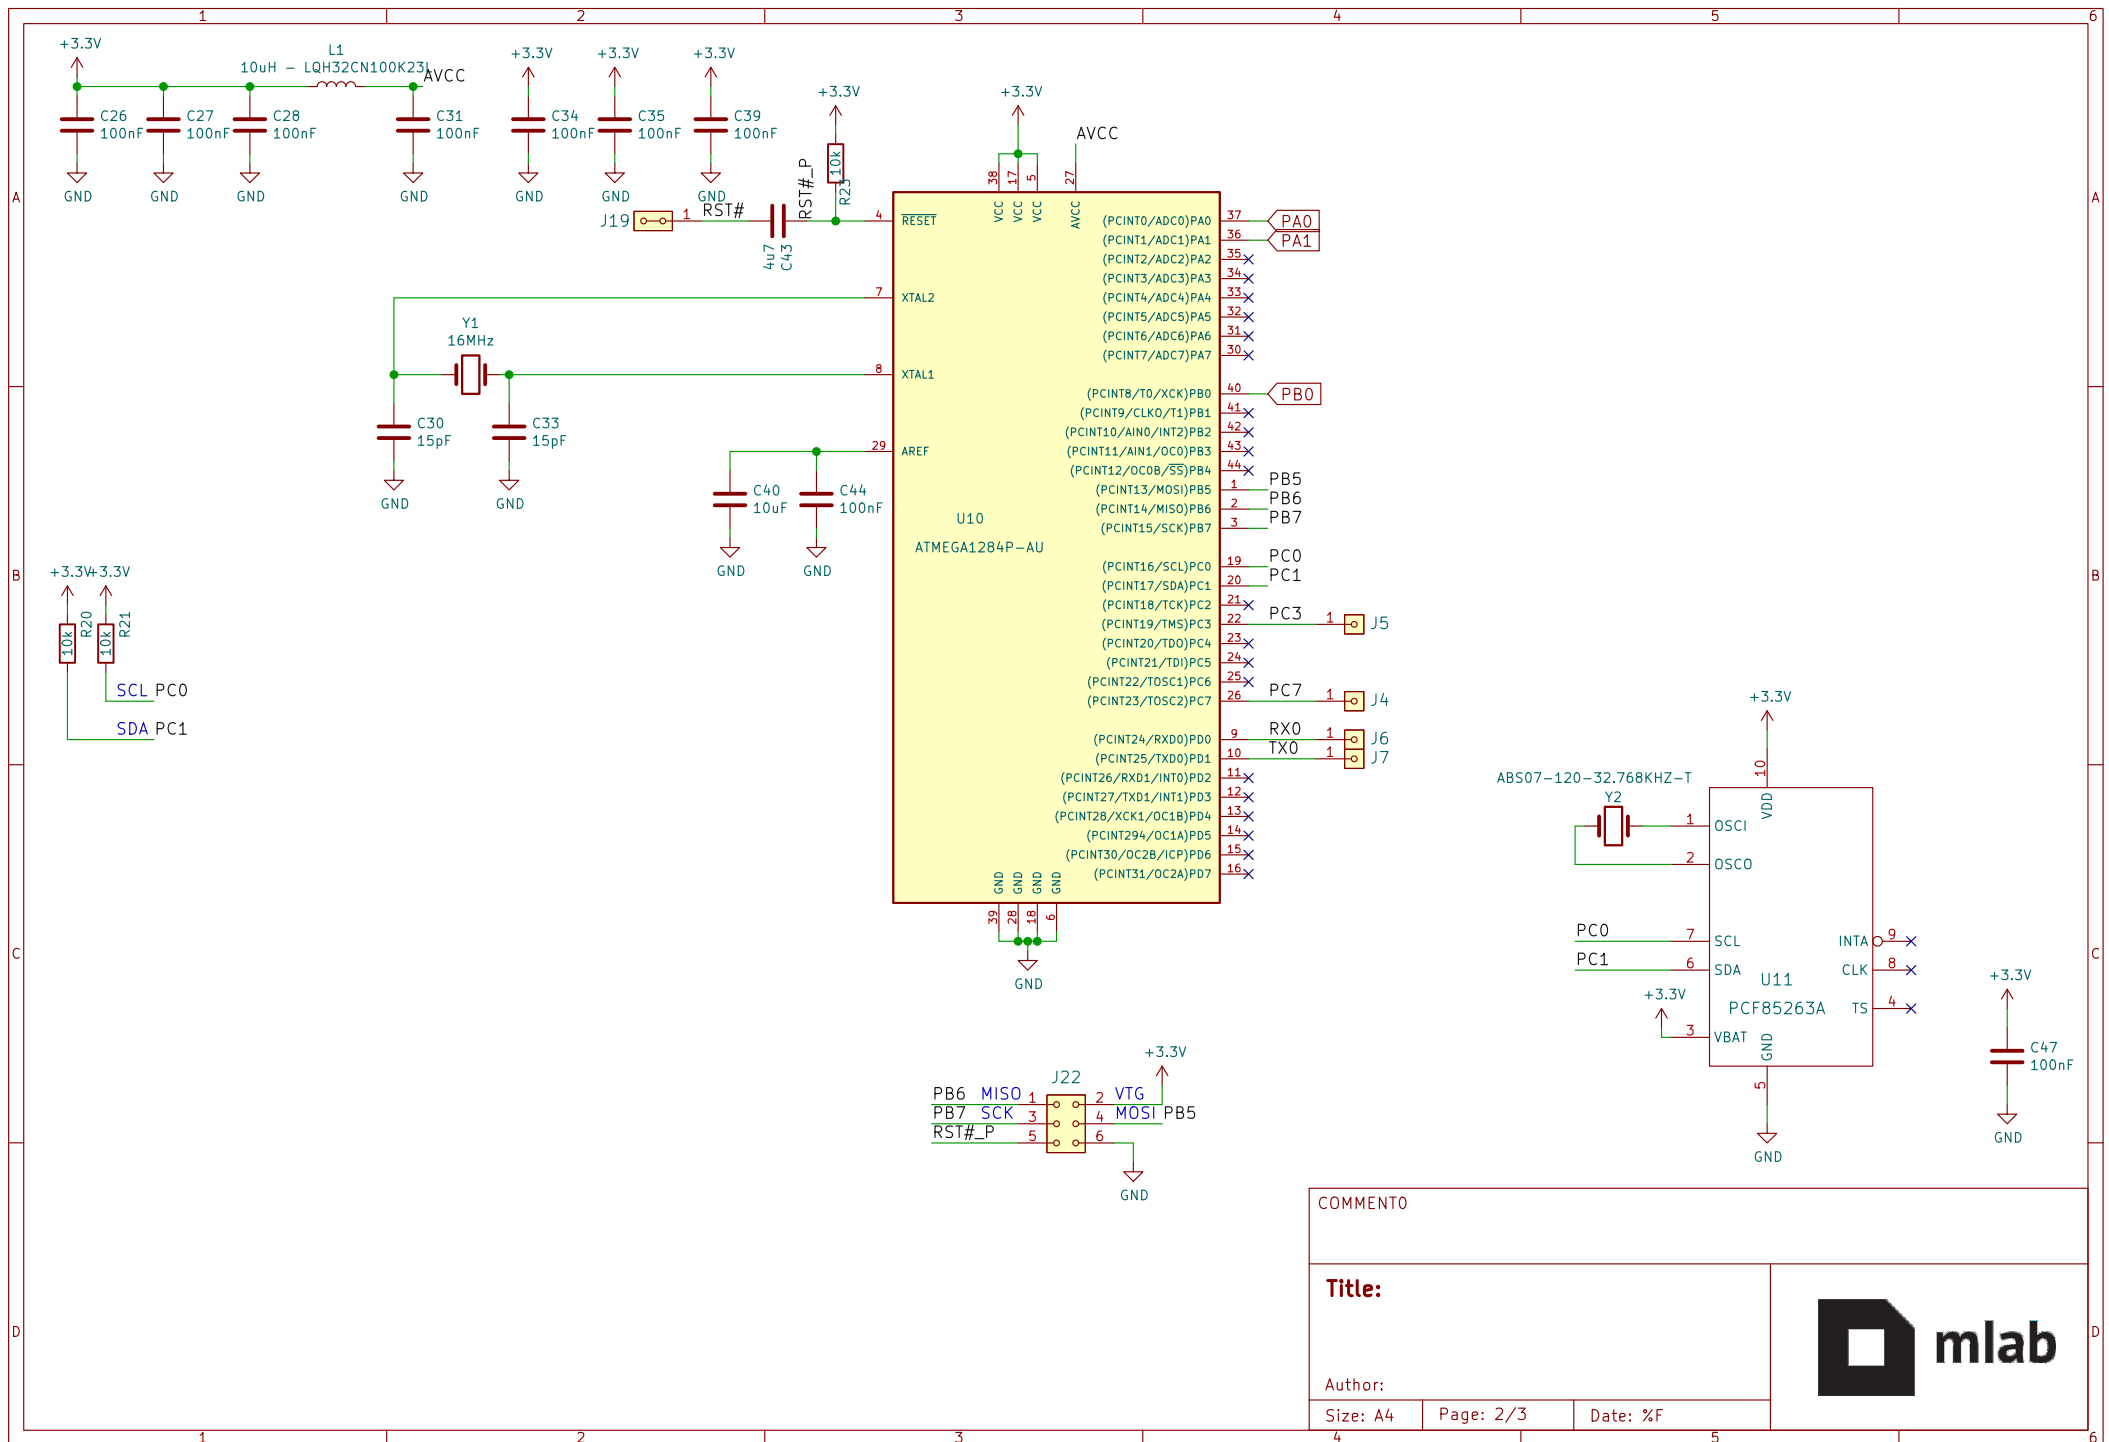 1 2 3 4 5 6
+3.3V
L1
10uH - LQH32CN100K23L
AVCC
C26
100nF
C27
100nF
C28
100nF
C31
100nF
GND GND GND GND
+3.3V +3.3V +3.3V
C34
100nF
C35
100nF
C39
100nF
GND GND GND
+3.3V
10k
R23
RST#_P
J19 1 RST#
4u7
C43
+3.3V
AVCC
38 17 5 27
VCC VCC VCC AVCC
4 RESET
7 XTAL2
8 XTAL1
29 AREF
Y1
16MHz
C30
15pF
C33
15pF
GND GND
C40
10uF
C44
100nF
GND GND
U10
ATMEGA1284P-AU
(PCINT0/ADC0)PA0 37 PA0
(PCINT1/ADC1)PA1 36 PA1
(PCINT2/ADC2)PA2 35
(PCINT3/ADC3)PA3 34
(PCINT4/ADC4)PA4 33
(PCINT5/ADC5)PA5 32
(PCINT6/ADC6)PA6 31
(PCINT7/ADC7)PA7 30
(PCINT8/T0/XCK)PB0 40 PB0
(PCINT9/CLKO/T1)PB1 41
(PCINT10/AIN0/INT2)PB2 42
(PCINT11/AIN1/OC0)PB3 43
(PCINT12/OC0B/SS)PB4 44
(PCINT13/MOSI)PB5 1 PB5
(PCINT14/MISO)PB6 2 PB6
(PCINT15/SCK)PB7 3 PB7
(PCINT16/SCL)PC0 19 PC0
(PCINT17/SDA)PC1 20 PC1
(PCINT18/TCK)PC2 21
(PCINT19/TMS)PC3 22 PC3 1 J5
(PCINT20/TDO)PC4 23
(PCINT21/TDI)PC5 24
(PCINT22/TOSC1)PC6 25
(PCINT23/TOSC2)PC7 26 PC7 1 J4
(PCINT24/RXD0)PD0 9 RX0 1 J6
(PCINT25/TXD0)PD1 10 TX0 1 J7
(PCINT26/RXD1/INT0)PD2 11
(PCINT27/TXD1/INT1)PD3 12
(PCINT28/XCK1/OC1B)PD4 13
(PCINT294/OC1A)PD5 14
(PCINT30/OC2B/ICP)PD6 15
(PCINT31/OC2A)PD7 16
GND GND GND GND
39 28 18 6
GND
+3.3V +3.3V
10k R20
10k R21
SCL PC0
SDA PC1
+3.3V
10
VDD
ABS07-120-32.768KHZ-T
Y2
1 OSCI
2 OSCO
PC0 7 SCL
PC1 6 SDA
+3.3V
3 VBAT
INTA 9
CLK 8
TS 4
U11
PCF85263A
GND
5
GND
+3.3V
C47
100nF
GND
+3.3V
J22
PB6 MISO 1 2 VTG
PB7 SCK 3 4 MOSI PB5
RST#_P 5 6
GND
A B C D
A B C D
COMMENT0
Title:
Author:
Size: A4 Page: 2/3 Date: %F
mlab
1 2 3 4 5 6